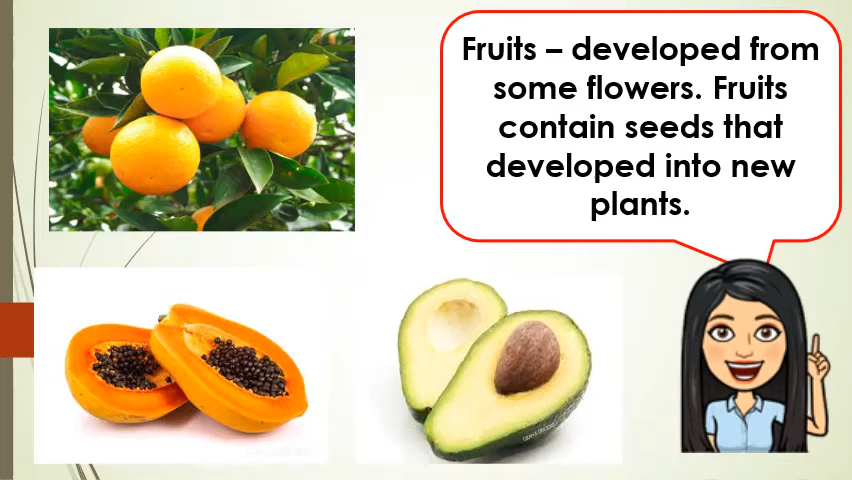 Fruits – developed from
some flowers. Fruits
contain seeds that
developed into new
plants.